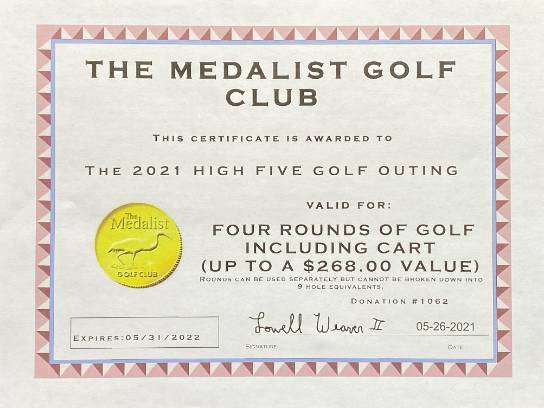 THE MEDALIST GOLF
CLUB
THIS CERTIFICATE IS AWARDED TO
THE 2021 HIGH FIVE GOLF OUTING
VALID FOR:
FOUR ROUNDS OF GOLF
INCLUDING CART
(UP TO A $268.00 VALUE)
ROUNDS CAN BE USED SEPARATELY BUT CANNOT BE BROKEN DOWN INTO
9 HOLE EQUIVALENTS.
The
Medalist
GOLF CLUB
DONATION #1062
EXPIRES:05/31/2022
Lowell Weaver II
05-26-2021
SIGNATURE
DATE